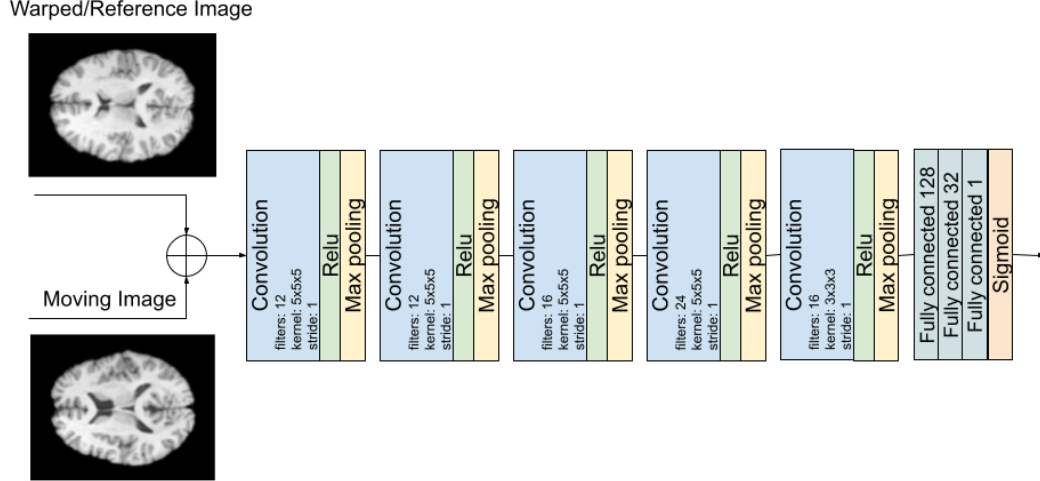 Warped/Reference Image
Moving Image
Convolution
filters: 12
kernel: 5x5x5
stride: 1
Relu
Max pooling
Convolution
filters: 12
kernel: 5x5x5
stride: 1
Relu
Max pooling
Convolution
filters: 16
kernel: 5x5x5
stride: 1
Relu
Max pooling
Convolution
filters: 24
kernel: 5x5x5
stride: 1
Relu
Max pooling
Convolution
filters: 16
kernel: 3x3x3
stride: 1
Relu
Max pooling
Fully connected 128
Fully connected 32
Fully connected 1
Sigmoid